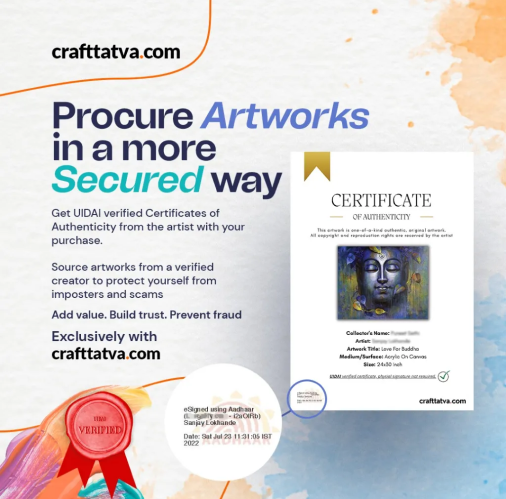 crafttatva.com
Procure Artworks
in a more
Secured way
Get UIDAI verified Certificates of
Authenticity from the artist with your
purchase.
Source artworks from a verified
creator to protect yourself from
imposters and scams
Add value. Build trust. Prevent fraud
Exclusively with
crafttatva.com
CERTIFICATE
OF AUTHENTICITY
This artwork is one-of-a-kind authentic, original artwork.
All copyright and reproduction rights are reserved by the artist
Collector's Name:
Artist:
Artwork Title: Love For Buddha
Medium/Surface: Acrylic On Canvas
Size: 24x30 inch
UIDAI verified certificate, physical signature not required.
crafttatva.com
VERIFIED
eSigned using Aadhaar
Sanjay Lokhande
Date: Sat Jul 23 11:31:05 IST
2022
AADHAAR